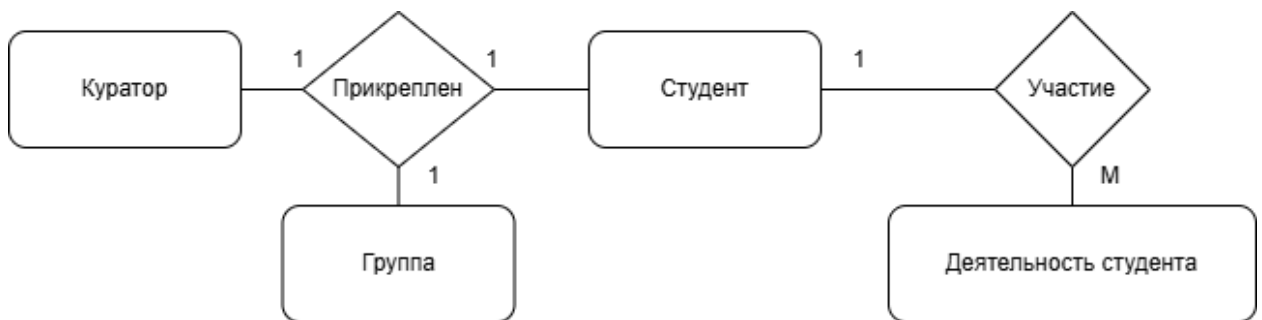 Куратор
1
Прикреплен
1
Студент
1
Участие
1
М
Группа
Деятельность студента